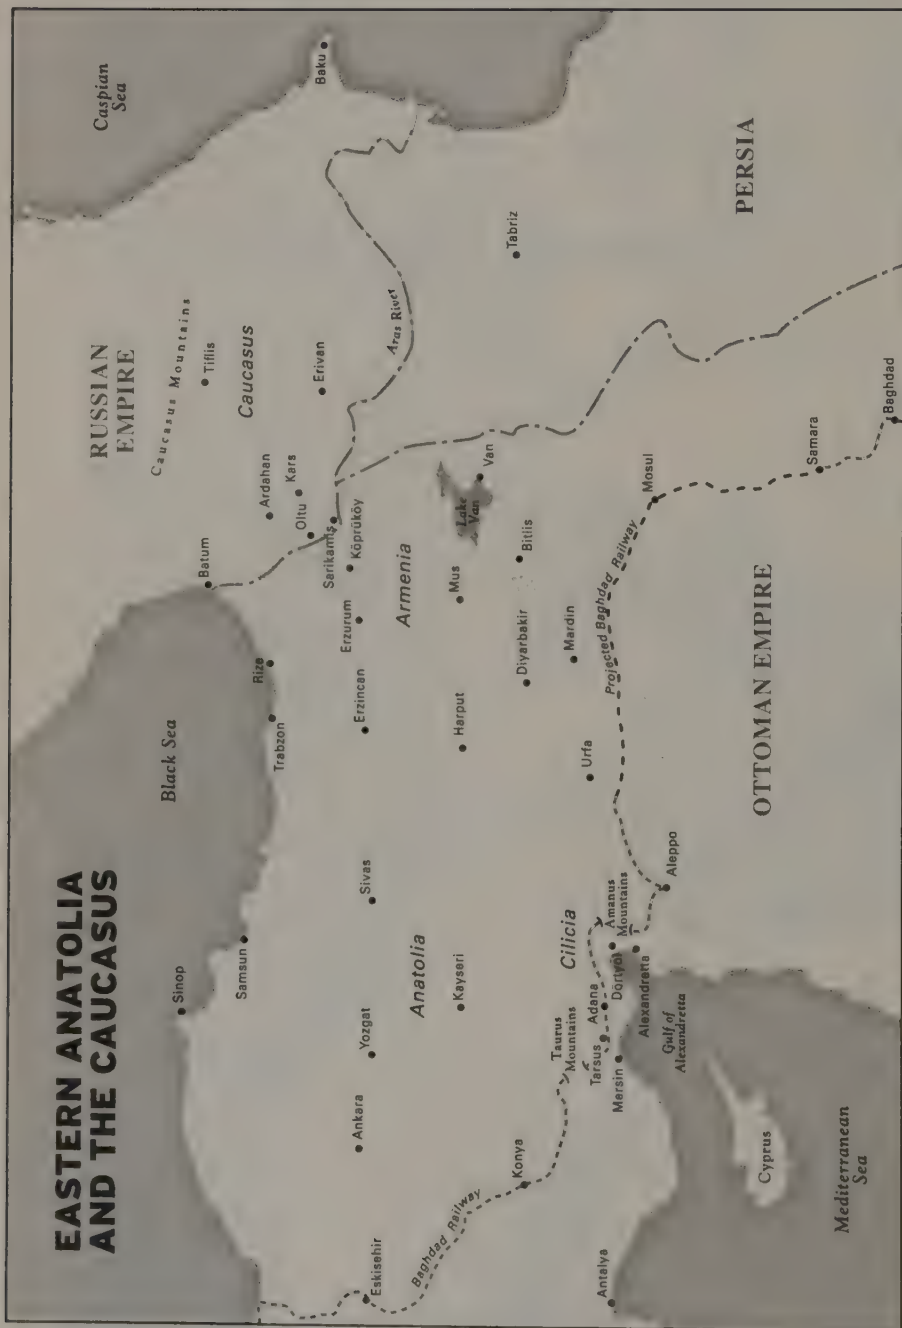 EASTERN ANATOLIA
AND THE CAUCASUS
Caspian
Sea
Baku
RUSSIAN
EMPIRE
Caucasus Mountains
Tiflis
Caucasus
Black Sea
Sinop
Samsun
Batum
Rize
Trabzon
Ardahan
Oltu
Kars
Erivan
Sarikamiş
Köprüköy
Aras River
Eskisehir
Ankara
Yozgat
Sivas
Erzincan
Erzurum
Armenia
Anatolia
Kayseri
Harput
Mus
Lake
Van
Van
Tabriz
Baghdad Railway
Konya
Diyarbakir
Bitlis
Mardin
Urfa
Taurus
Mountains
Cilicia
Amanus
Mountains
Antalya
Mersin
Tarsus
Adana
Dörtyol
Alexandretta
Gulf of
Alexandretta
Aleppo
Projected Baghdad Railway
Mosul
PERSIA
OTTOMAN EMPIRE
Samara
Baghdad
Cyprus
Mediterranean
Sea